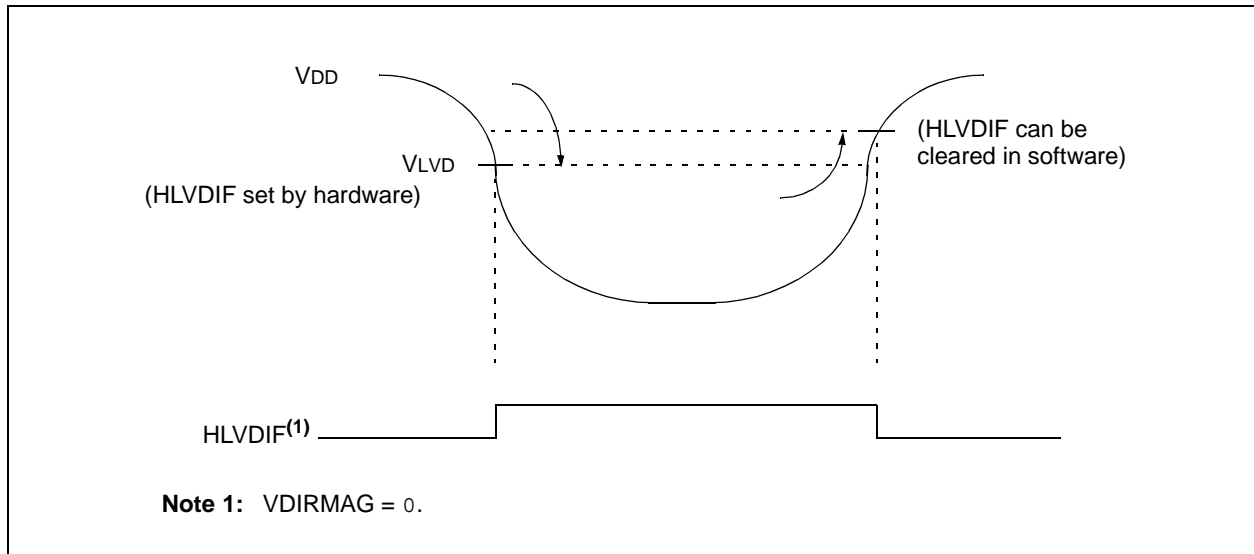 VDD
(HLVDIF can be
cleared in software)
VLVD
(HLVDIF set by hardware)
HLVDIF(1)
Note 1: VDIRMAG = 0.